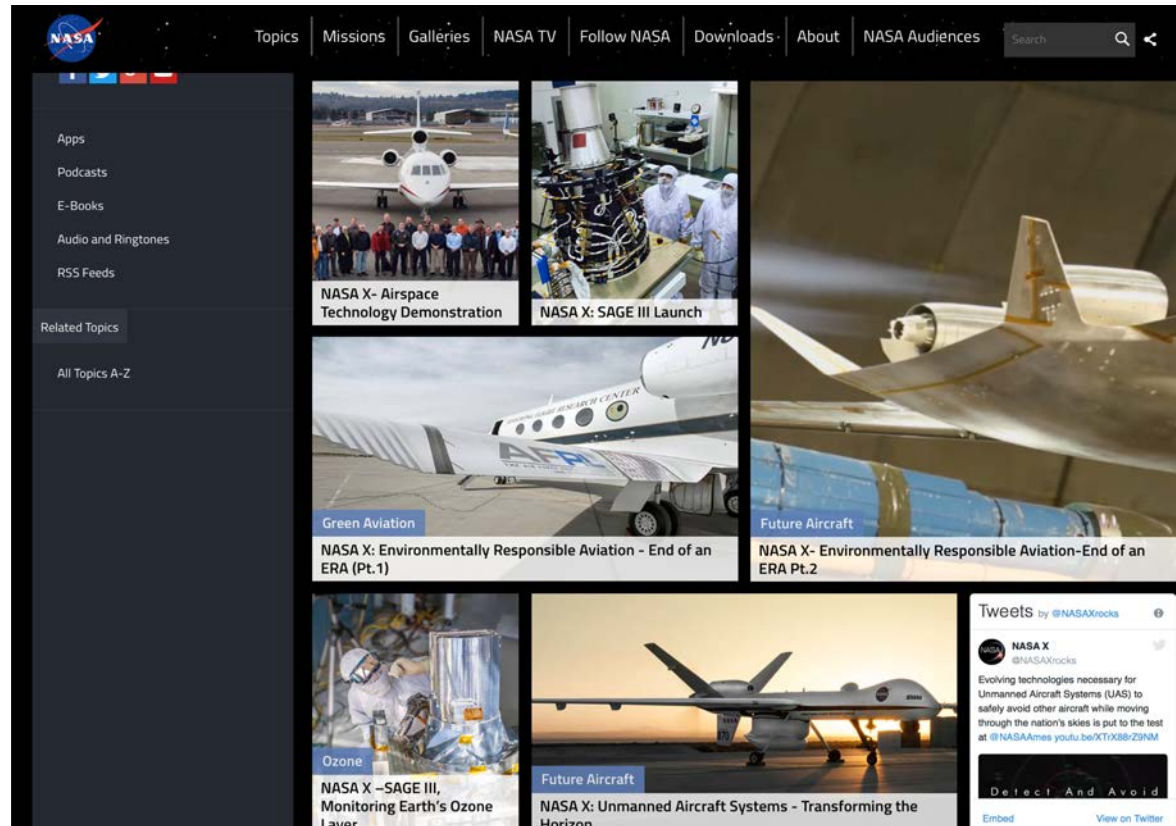 NASA
Topics
Missions
Galleries
NASA TV
Follow NASA
Downloads
About
NASA Audiences
Search
Apps
Podcasts
E-Books
Audio and Ringtones
RSS Feeds
Related Topics
All Topics A-Z
NASA X- Airspace
Technology Demonstration
NASA X: SAGE III Launch
AFRL
Green Aviation
NASA X: Environmentally Responsible Aviation - End of an
ERA (Pt.1)
Future Aircraft
NASA X- Environmentally Responsible Aviation-End of an
ERA Pt.2
Ozone
NASA X –SAGE III,
Monitoring Earth's Ozone
Layer
NASA
870
Future Aircraft
NASA X: Unmanned Aircraft Systems - Transforming the
Horizon
Tweets by @NASAXrocks
NASA X
@NASAXrocks
Evolving technologies necessary for
Unmanned Aircraft Systems (UAS) to
safely avoid other aircraft while moving
through the nation's skies is put to the test
at @NASAAmes youtu.be/XTrX88rZ9NM
Detect And Avoid
Embed
View on Twitter